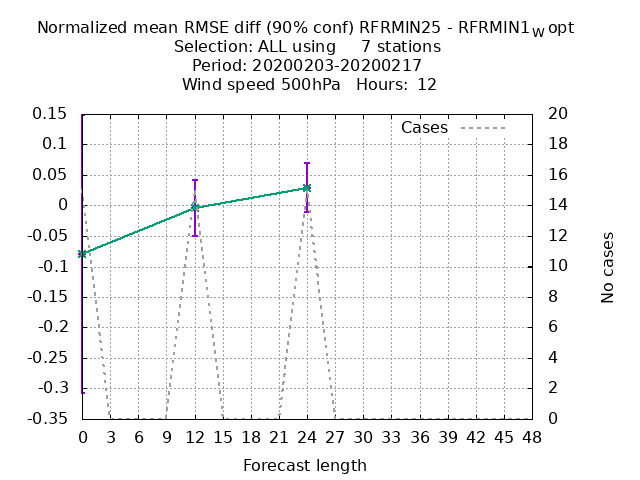 Normalized mean RMSE diff (90% conf) RFRMIN25 - RFRMIN1w opt
Selection: ALL using 7 stations
Period: 20200203-20200217
Wind speed 500hPa Hours: 12
Cases
0.15
0.1
0.05
0
-0.05
-0.1
-0.15
-0.2
-0.25
-0.3
-0.35
20
18
16
14
12
10
8
6
4
2
0
No cases
0 3 6 9 12 15 18 21 24 27 30 33 36 39 42 45 48
Forecast length